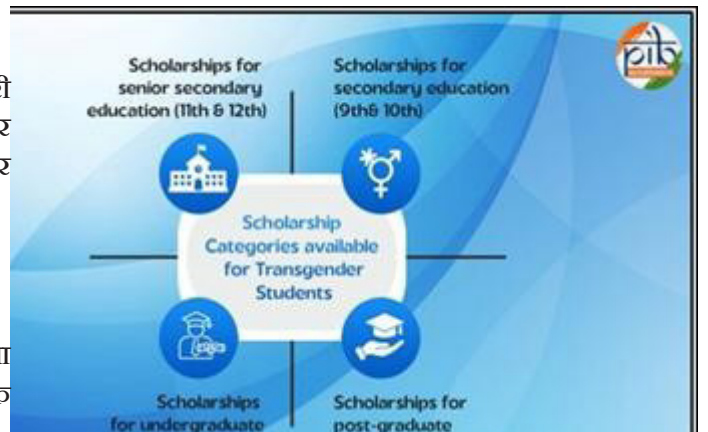 Scholarships for
senior secondary
education (11th & 12th)
Scholarships for
secondary education
(9th& 10th)
pib
Scholarship
Categories available
for Transgender
Students
Scholarships
for undergraduate
Scholarships for
post-graduate